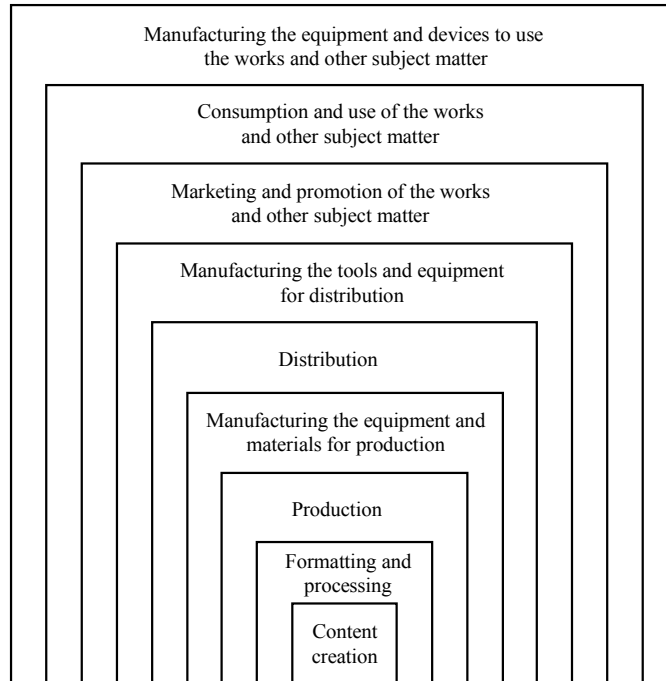 Manufacturing the equipment and devices to use
the works and other subject matter
Consumption and use of the works
and other subject matter
Marketing and promotion of the works
and other subject matter
Manufacturing the tools and equipment
for distribution
Distribution
Manufacturing the equipment and
materials for production
Production
Formatting and
processing
Content
creation